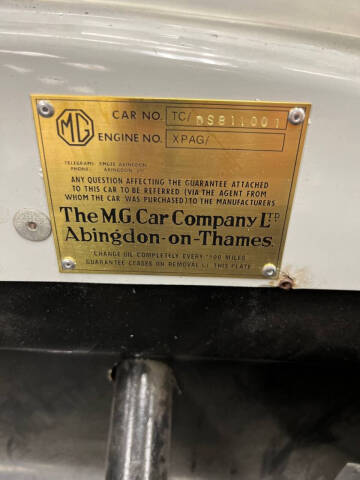 MG
CAR NO. TC/ DSB11001
ENGINE NO. XPAG/
TELEGRAMS: EMGEE ABINGDON
PHONE: ABINGDON
ANY QUESTION AFFECTING THE GUARANTEE ATTACHED
TO THIS CAR TO BE REFERRED (VIA THE AGENT FROM
WHOM THE CAR WAS PURCHASED) TO THE MANUFACTURERS
The M.G. Car Company LTD
Abingdon-on-Thames.
CHANGE OIL COMPLETELY EVERY MILES
GUARANTEE CEASES ON REMOVAL OF THIS PLATE